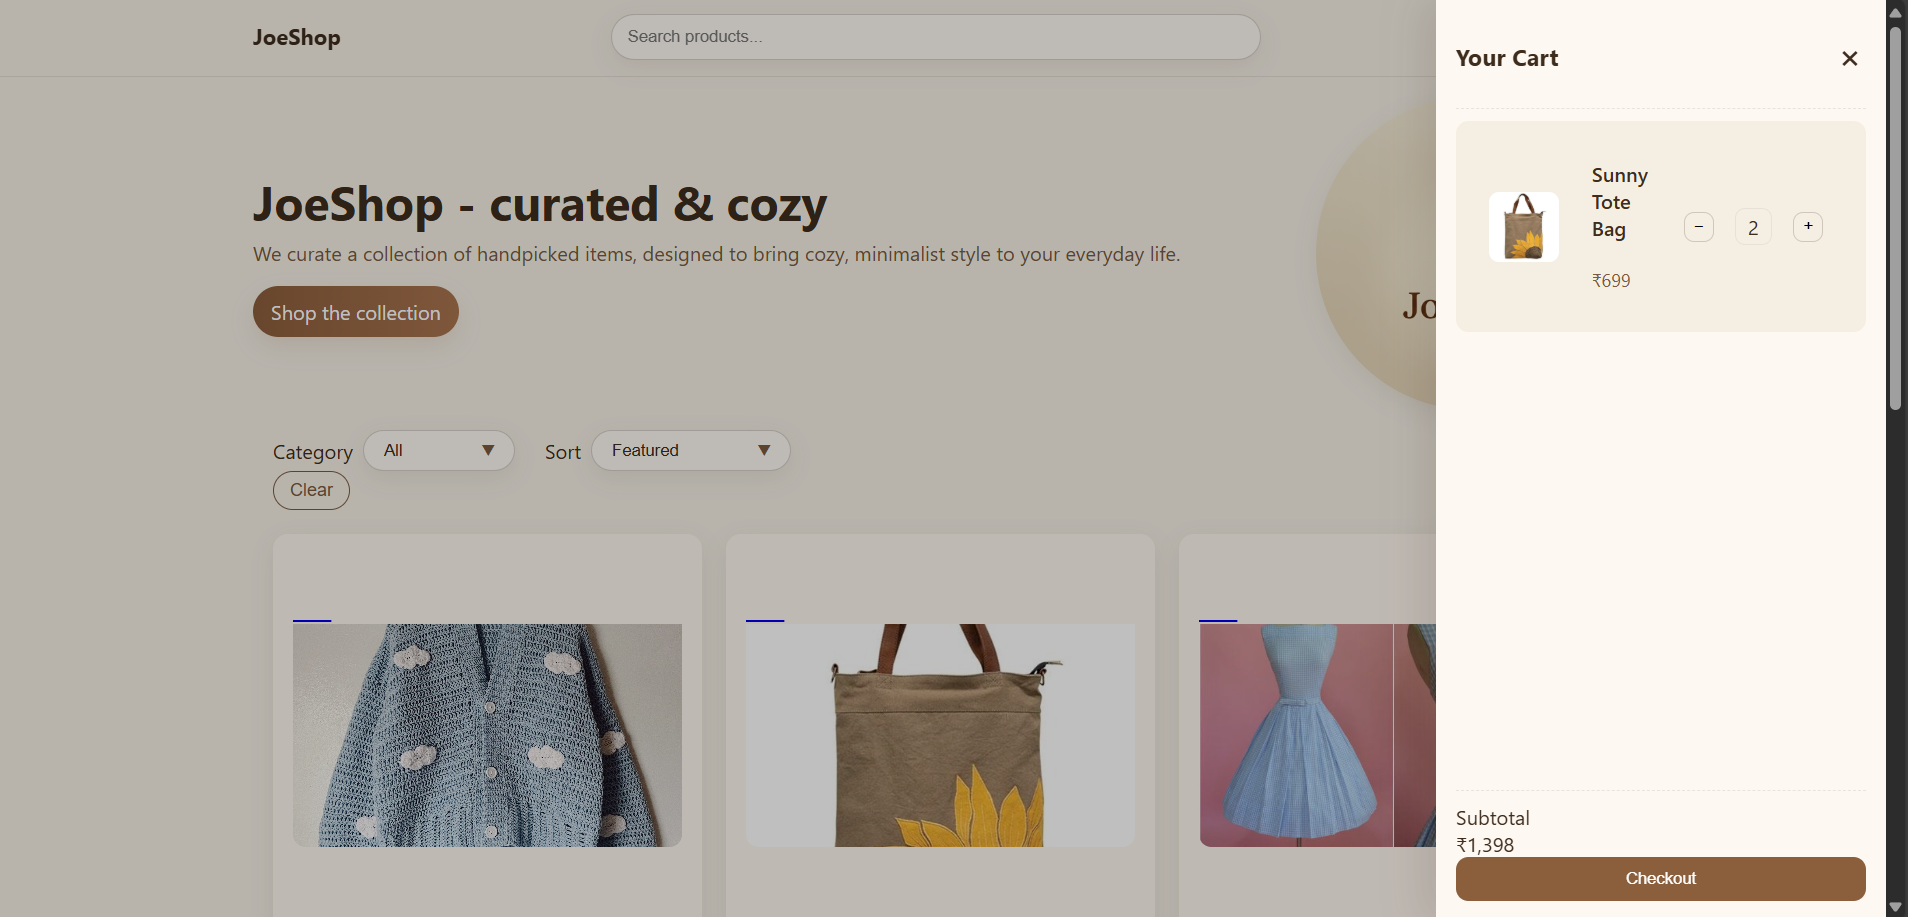 JoeShop
Search products...
JoeShop - curated & cozy
We curate a collection of handpicked items, designed to bring cozy, minimalist style to your everyday life.
Shop the collection
Jo
Category
All
Sort
Featured
Clear
Your Cart
Sunny
Tote
Bag
₹699
−
2
+
Subtotal
₹1,398
Checkout